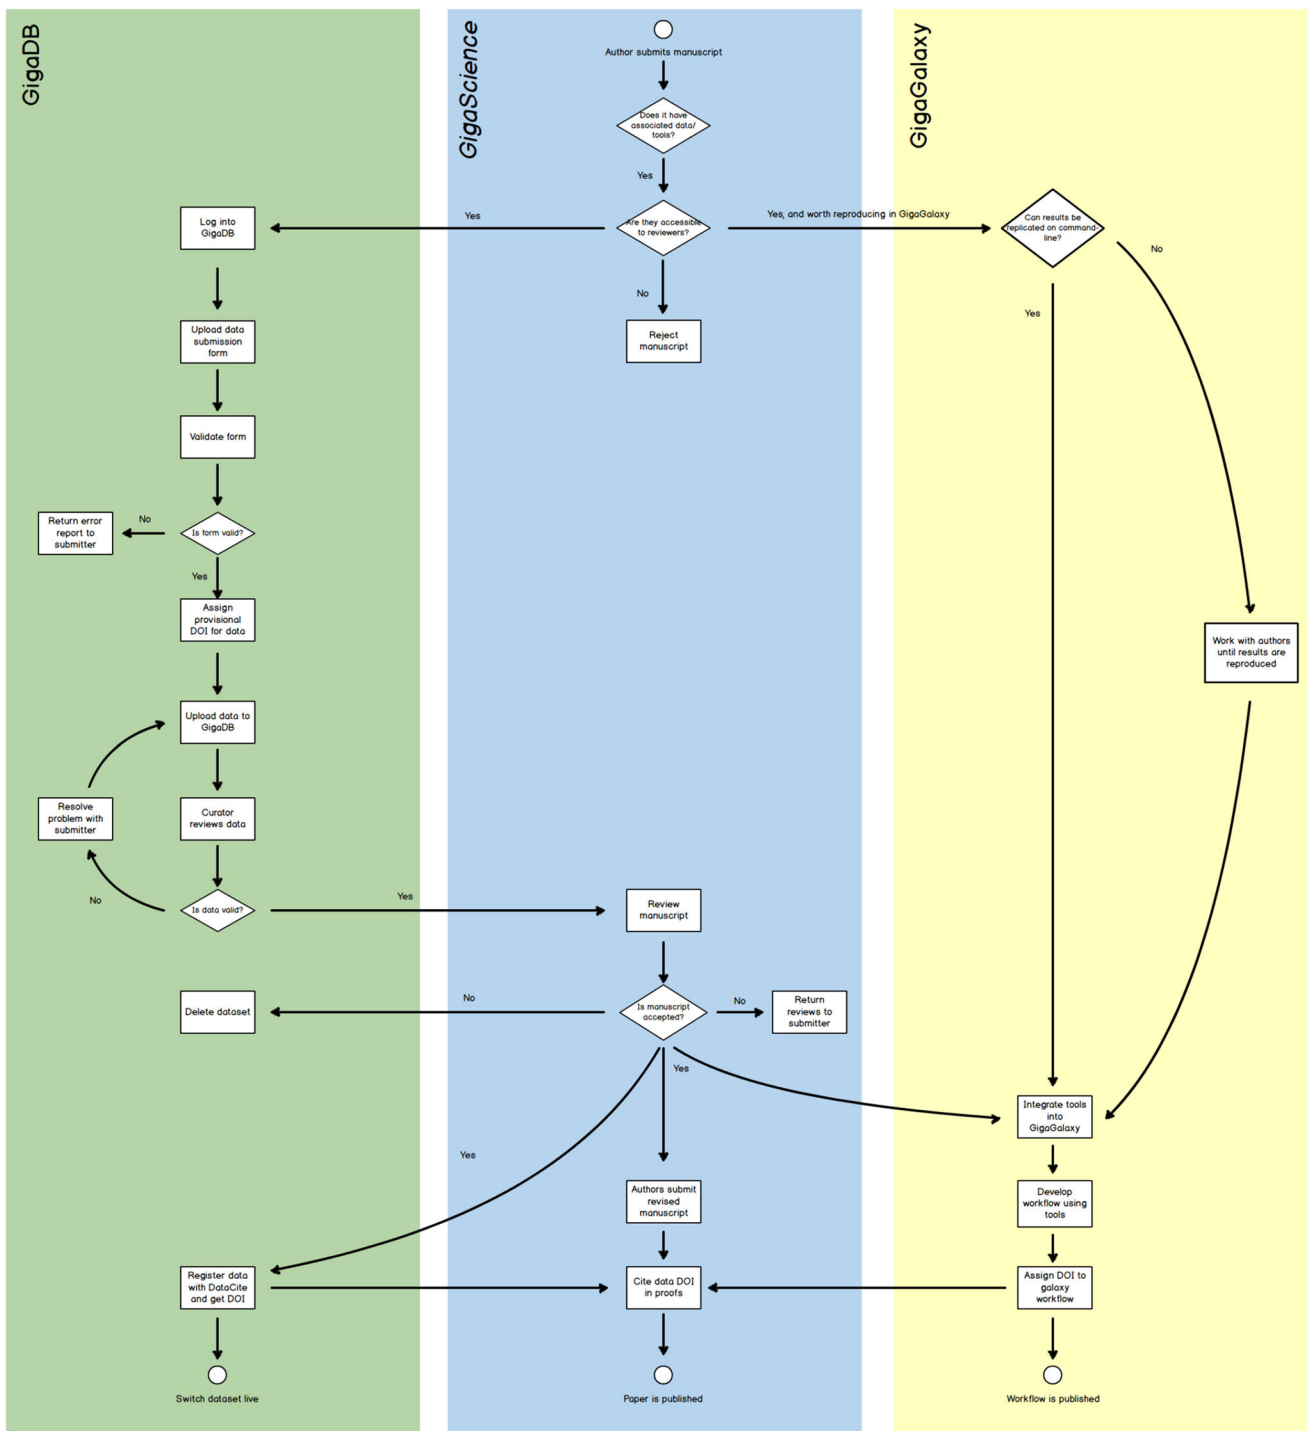 GigaDB
GigaScience
GigaGalaxy
Author submits manuscript
Does it have
associated data/
tools?
Yes
Log into
GigaDB
Yes
Are they accessible
to reviewers?
Yes, and worth reproducing in GigaGalaxy
Can results be
replicated on command-
line?
No
No
Yes
Upload data
submission
form
Reject
manuscript
Validate form
Return error
report to
submitter
No
Is form valid?
Yes
Assign
provisional
DOI for data
Work with authors
until results are
reproduced
Upload data to
GigaDB
Resolve
problem with
submitter
Curator
reviews data
No
Is data valid?
Yes
Review
manuscript
Delete dataset
No
Is manuscript
accepted?
No
Return
reviews to
submitter
Yes
Yes
Integrate tools
into
GigaGalaxy
Authors submit
revised
manuscript
Develop
workflow using
tools
Register data
with DataCite
and get DOI
Cite data DOI
in proofs
Assign DOI to
galaxy
workflow
Switch dataset live
Paper is published
Workflow is published